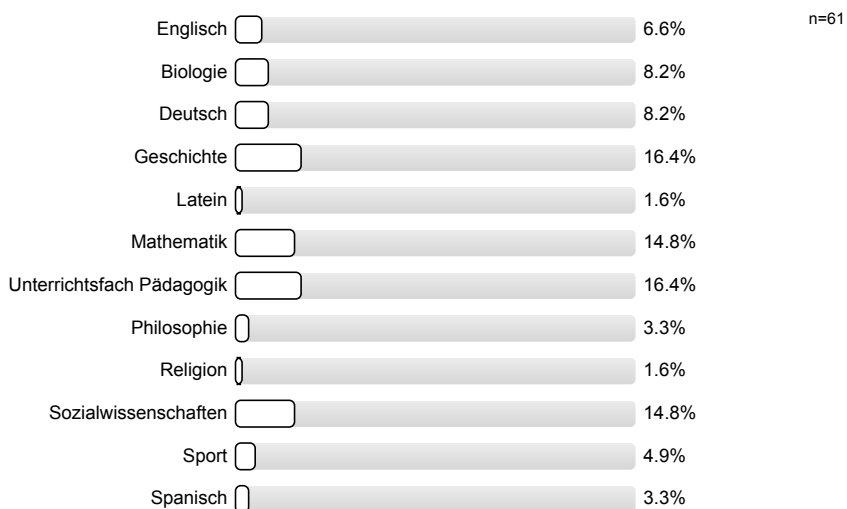 n=61
Englisch 6.6%
Biologie 8.2%
Deutsch 8.2%
Geschichte 16.4%
Latein 1.6%
Mathematik 14.8%
Unterrichtsfach Pädagogik 16.4%
Philosophie 3.3%
Religion 1.6%
Sozialwissenschaften 14.8%
Sport 4.9%
Spanisch 3.3%